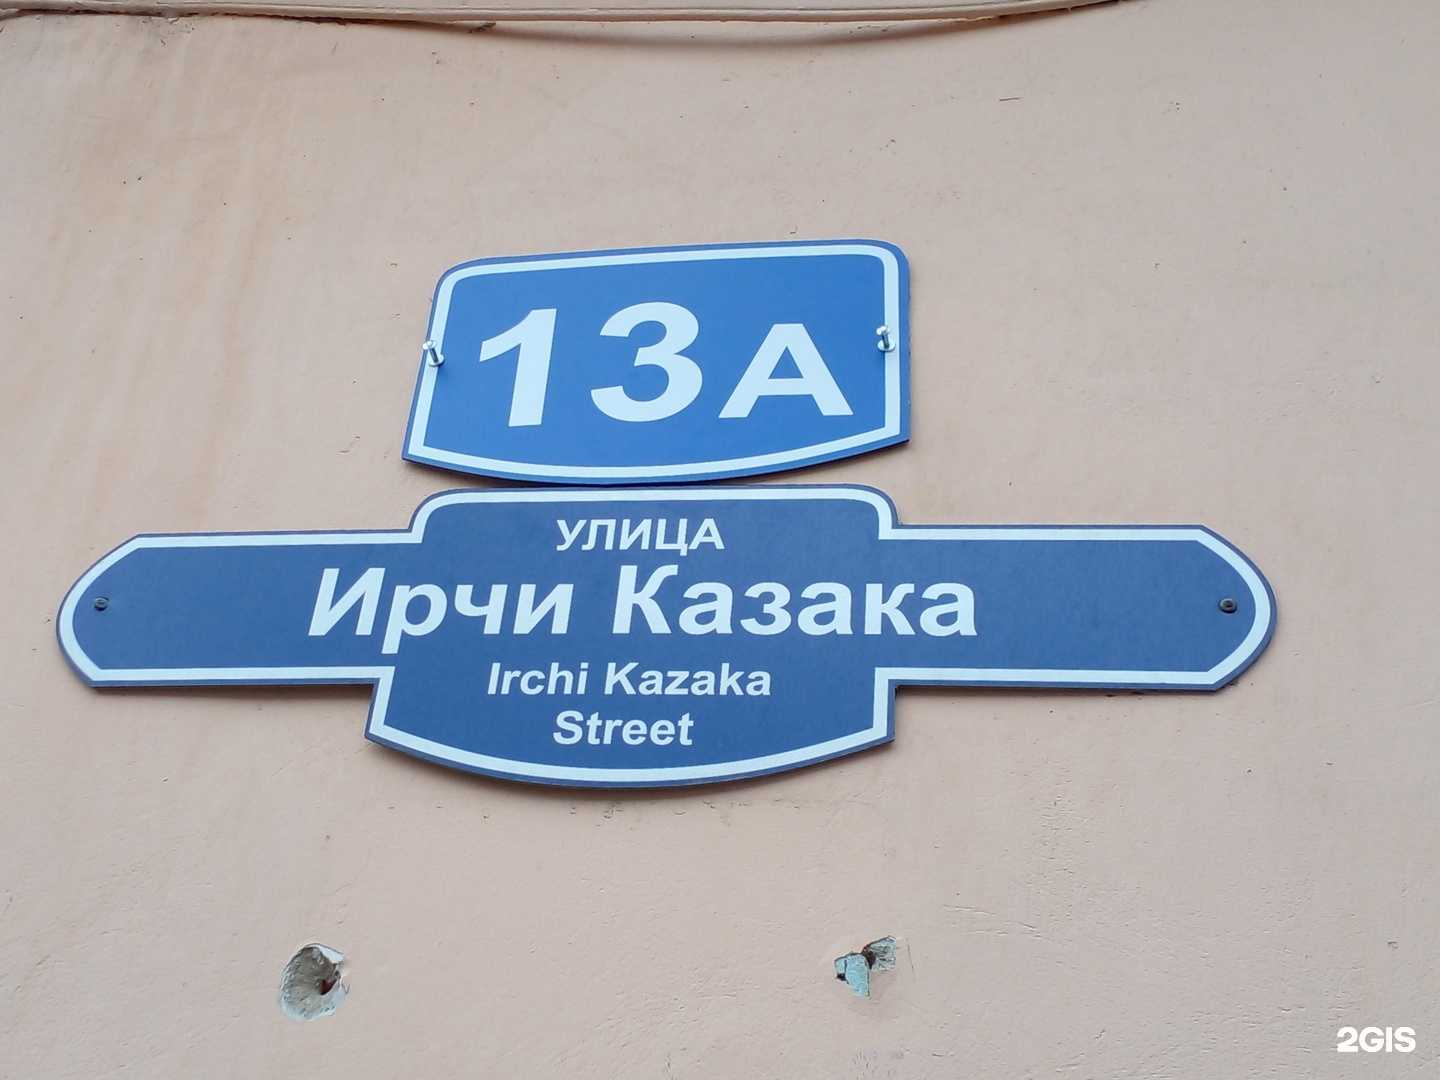 13А
УЛИЦА
Ирчи Казака
Irchi Kazaka
Street
2GIS